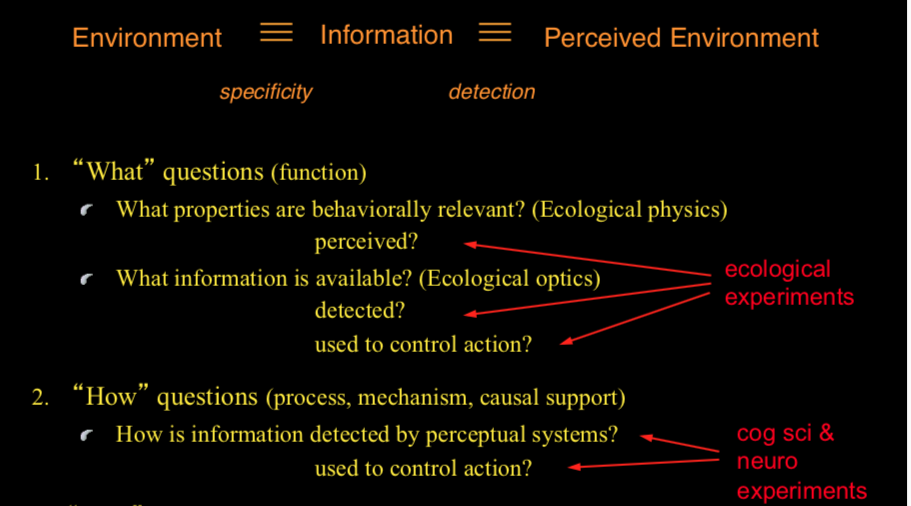 Environment ≡ Information ≡ Perceived Environment
specificity detection
1. “What” questions (function)
What properties are behaviorally relevant? (Ecological physics)
perceived?
What information is available? (Ecological optics)
detected?
used to control action?
ecological
experiments
2. “How” questions (process, mechanism, causal support)
How is information detected by perceptual systems?
used to control action?
cog sci &
neuro
experiments